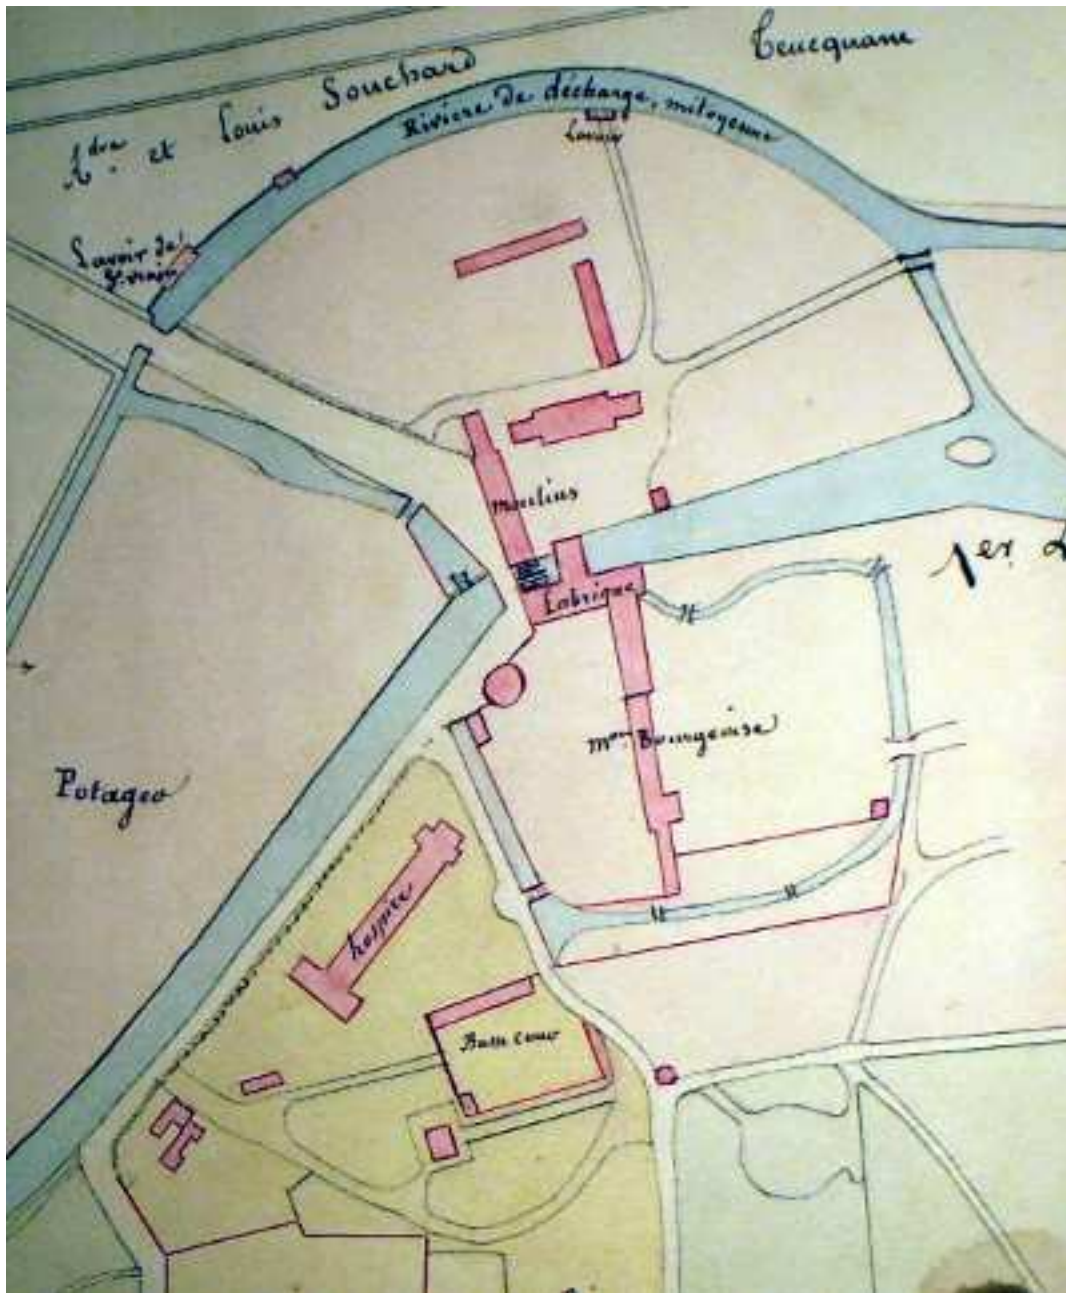 Teucquam
Adre et Louis Souchard
Rivière de décharge, mitoyenne
Lavoir
Lavoir de
moulins
1er
Fabrique
mon Bourgeoise
Potager
hospice
Basse cour